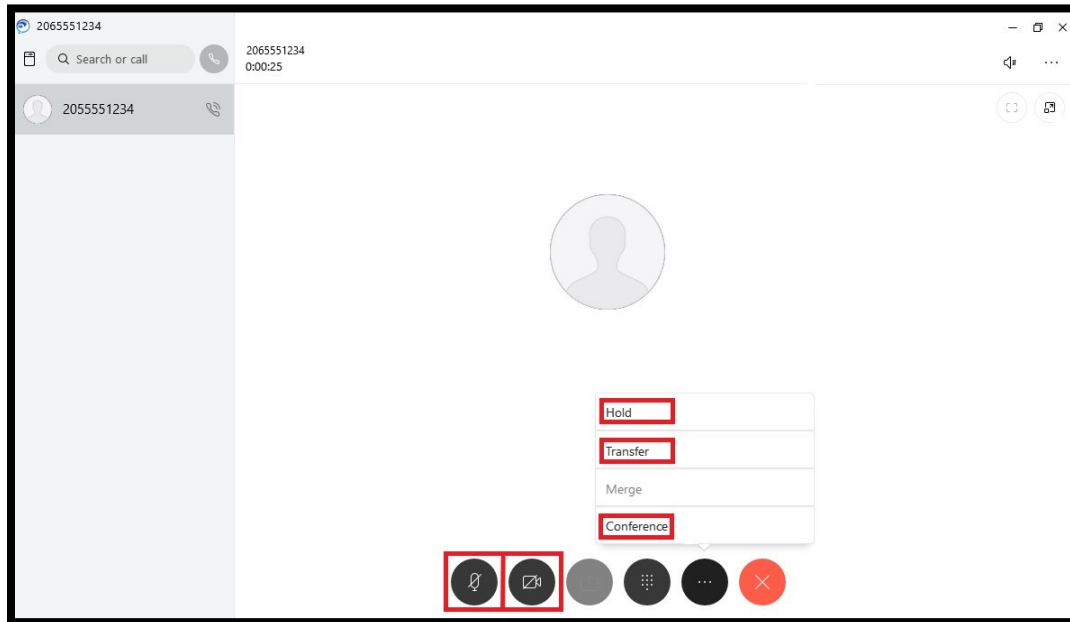 2065551234
Search or call
2065551234
0:00:25
2055551234
Hold
Transfer
Merge
Conference